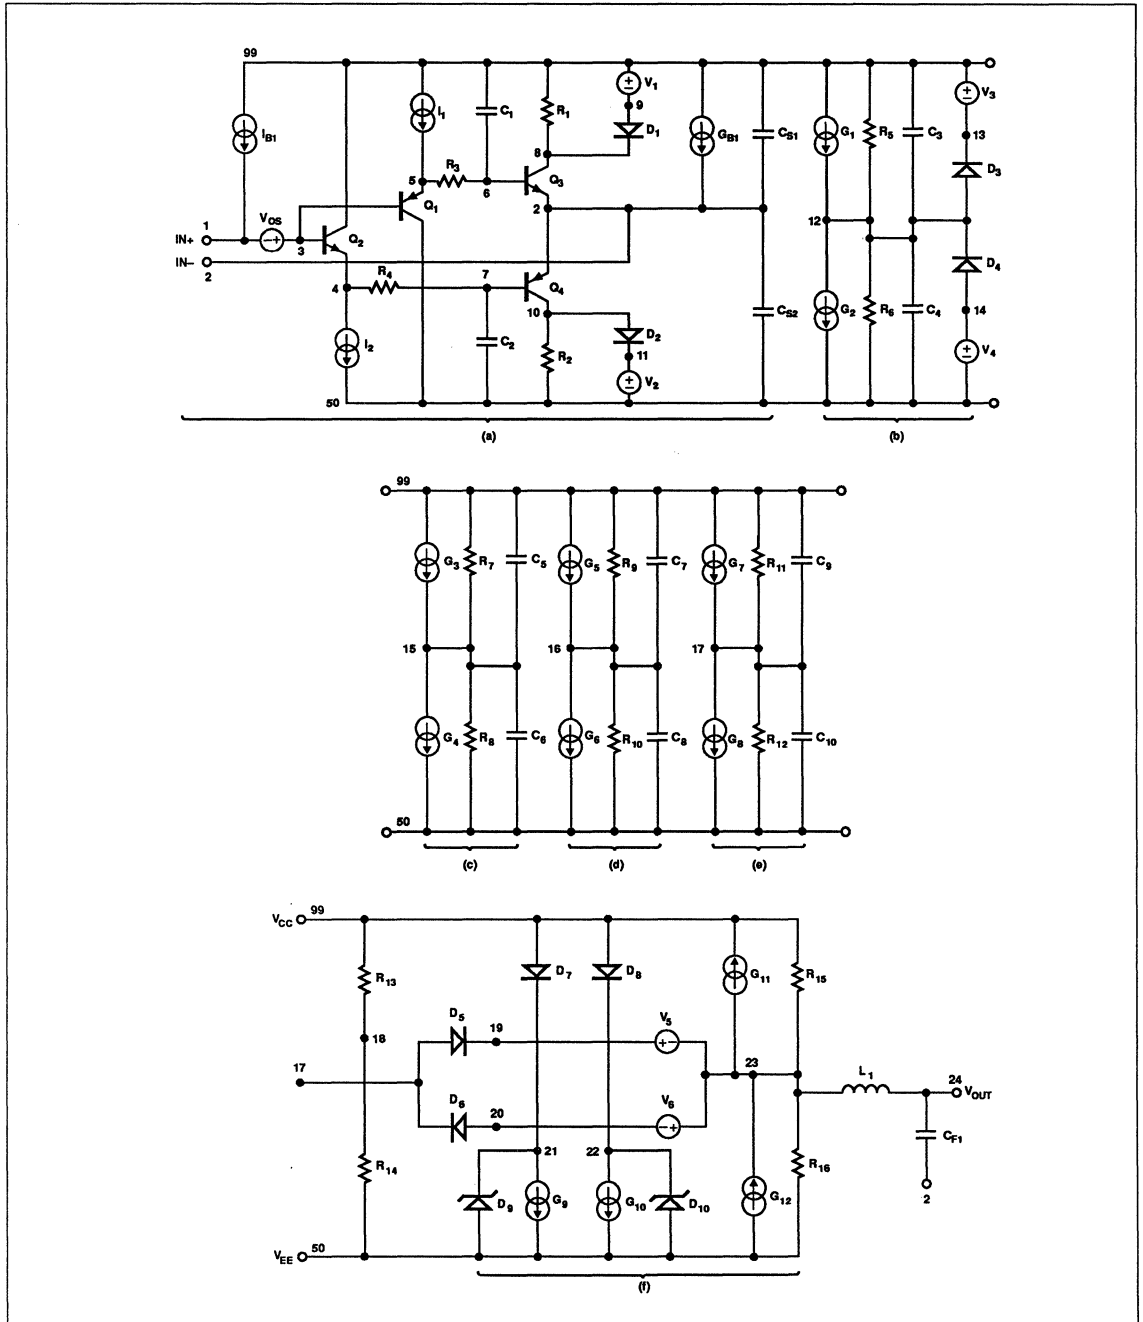 99
I_B1
I_1
C_1
R_1
V_1
9
D_1
8
G_B1
C_S1
G_1
R_5
C_3
V_3
13
D_3
5
R_3
6
Q_3
Q_1
2
12
1
IN+
V_OS
3
Q_2
IN–
2
R_4
7
4
Q_4
10
D_2
11
C_S2
G_2
R_6
C_4
D_4
14
I_2
C_2
R_2
V_2
V_4
50
(a)
(b)
99
G_3
R_7
C_5
G_5
R_9
C_7
G_7
R_11
C_9
15
16
17
G_4
R_8
C_6
G_6
R_10
C_8
G_8
R_12
C_10
50
(c)
(d)
(e)
V_CC
99
R_13
D_7
D_8
G_11
R_15
18
D_5
19
V_5
17
23
L_1
24
V_OUT
D_6
20
V_6
C_F1
R_14
21
22
R_16
2
D_9
G_9
G_10
D_10
G_12
V_EE
50
(f)